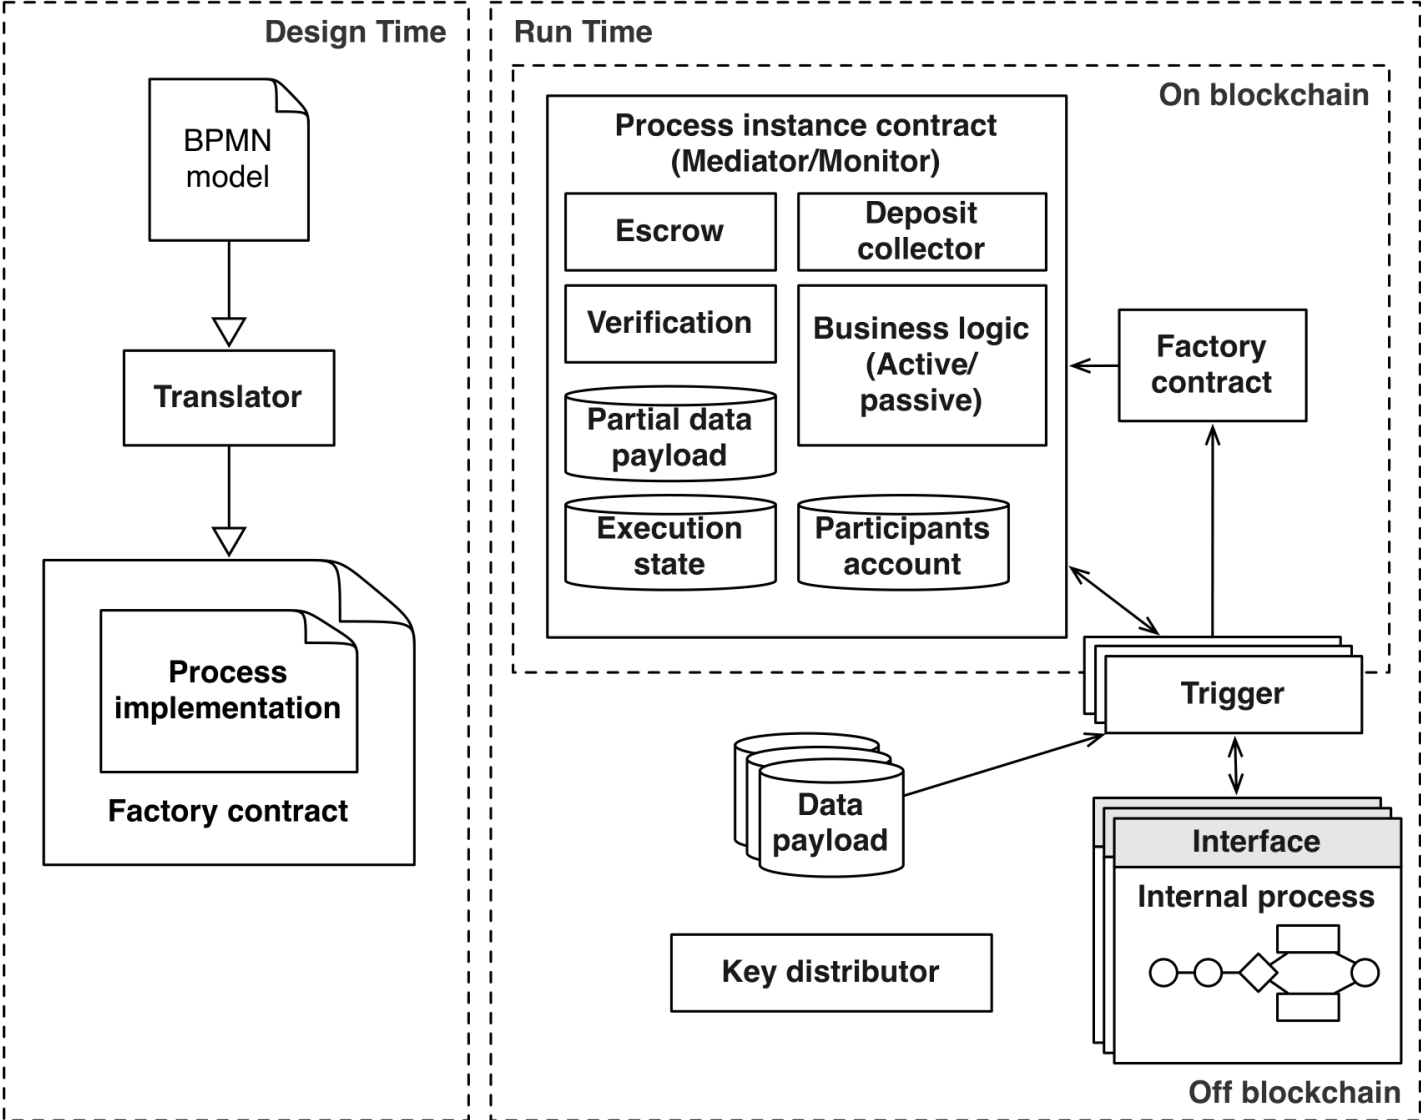 Design Time
BPMN
model
Translator
Process
implementation
Factory contract
Run Time
On blockchain
Process instance contract
(Mediator/Monitor)
Escrow
Deposit
collector
Verification
Business logic
(Active/
passive)
Partial data
payload
Execution
state
Participants
account
Factory
contract
Trigger
Data
payload
Interface
Internal process
Key distributor
Off blockchain